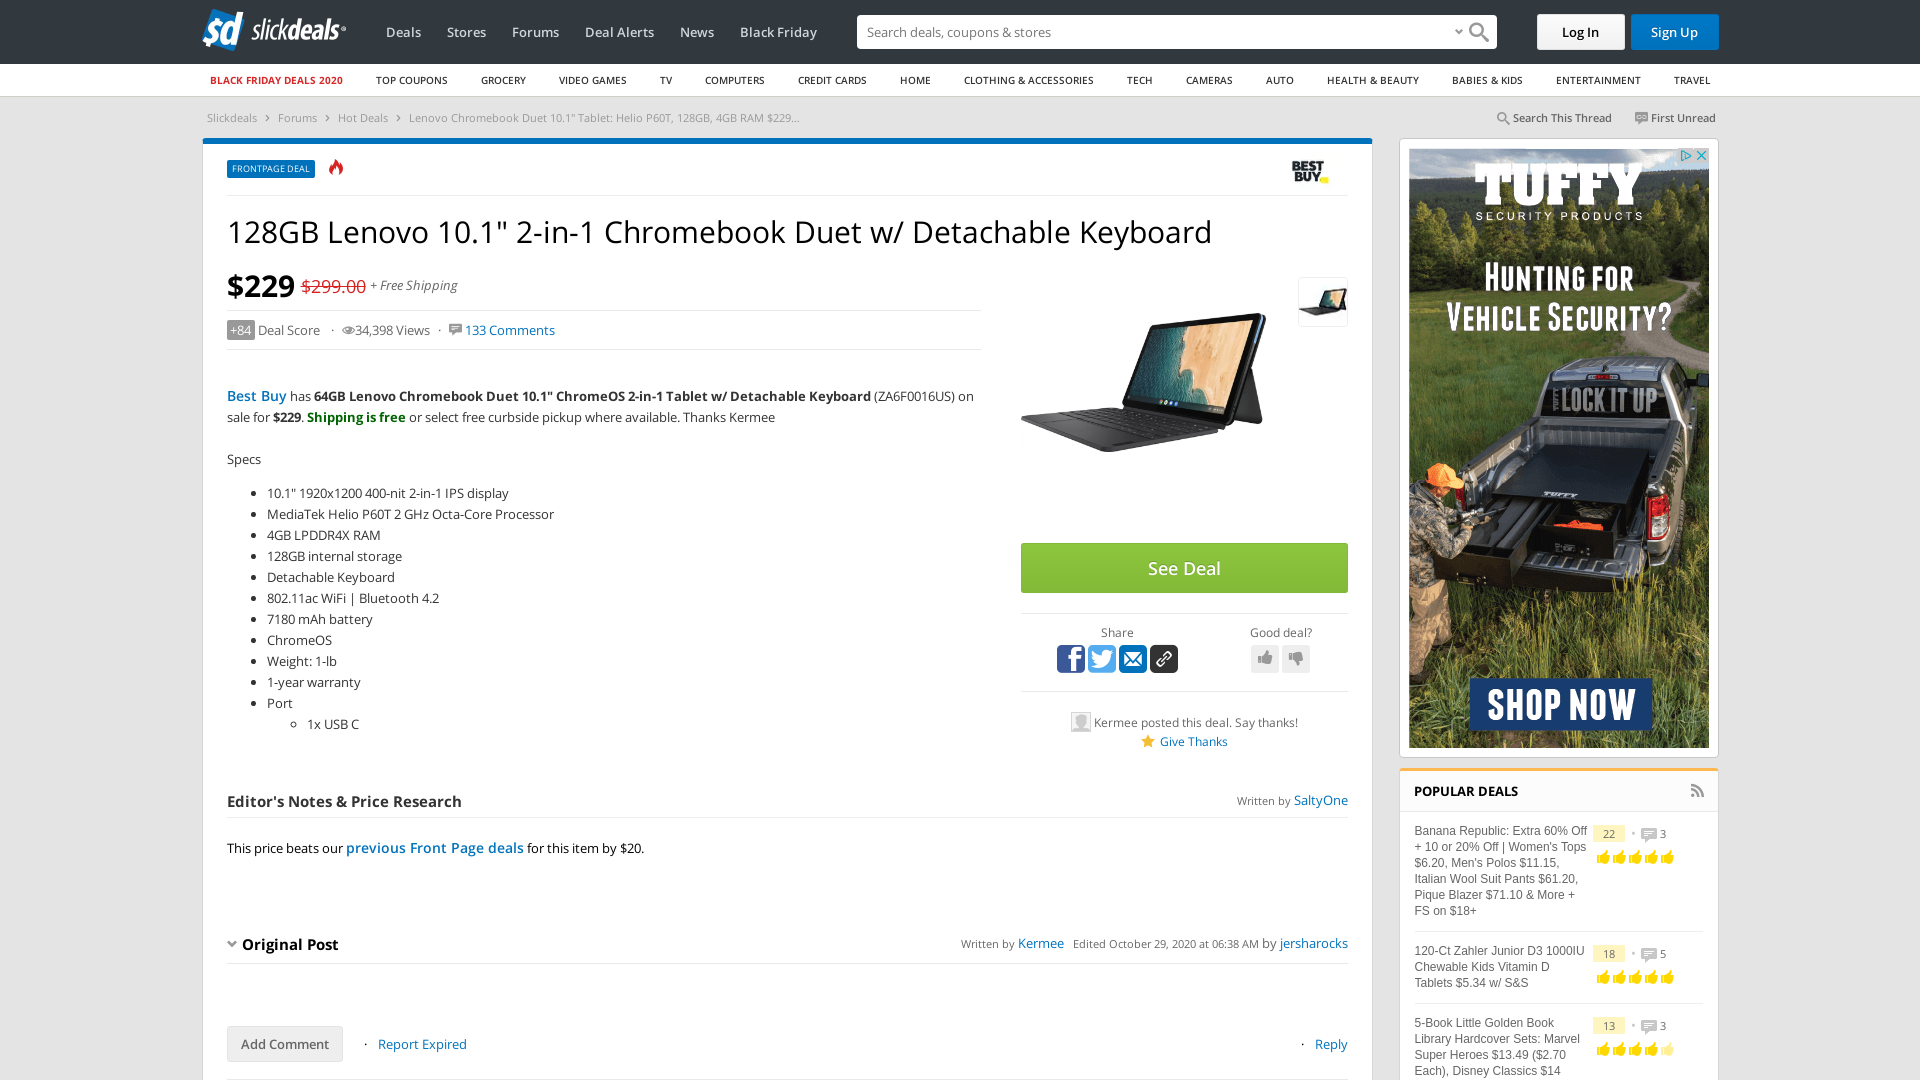 sd slickdeals
Deals Stores Forums Deal Alerts News Black Friday
Search deals, coupons & shops
Log In Sign Up
BLACK FRIDAY DEALS 2020 TOP COUPONS GROCERY VIDEO GAMES TV COMPUTERS CREDIT CARDS HOME CLOTHING & ACCESSORIES TECH CAMERAS AUTO HEALTH & BEAUTY BABIES & KIDS ENTERTAINMENT TRAVEL
Slickdeals › Forums › Hot Deals › Lenovo Chromebook Duet 10.1" Tablet: Helio P60T, 128GB, 4GB RAM $229...
Search This Thread First Unread
FRONTPAGE DEAL
BEST
BUY
128GB Lenovo 10.1" 2-in-1 Chromebook Duet w/ Detachable Keyboard
$229 $299.00 + Free Shipping
+84 Deal Score · 34,398 Views · 133 Comments
Best Buy has 64GB Lenovo Chromebook Duet 10.1" ChromeOS 2-in-1 Tablet w/ Detachable Keyboard (ZA6F0016US) on
sale for $229. Shipping is free or select free curbside pickup where available. Thanks Kermee
Specs
10.1" 1920x1200 400-nit 2-in-1 IPS display
MediaTek Helio P60T 2 GHz Octa-Core Processor
4GB LPDDR4X RAM
128GB internal storage
Detachable Keyboard
802.11ac WiFi | Bluetooth 4.2
7180 mAh battery
ChromeOS
Weight: 1-lb
1-year warranty
Port
1x USB C
See Deal
Share Good deal?
Kermee posted this deal. Say thanks!
Give Thanks
Editor's Notes & Price Research
Written by SaltyOne
This price beats our previous Front Page deals for this item by $20.
Original Post
Written by Kermee Edited October 29, 2020 at 06:38 AM by jersharocks
Add Comment · Report Expired · Reply
TUFFY
SECURITY PRODUCTS
HUNTING FOR
VEHICLE SECURITY?
LOCK IT UP
TUFFY
SHOP NOW
POPULAR DEALS
Banana Republic: Extra 60% Off
+ 10 or 20% Off | Women's Tops
$6.20, Men's Polos $11.15,
Italian Wool Suit Pants $61.20,
Pique Blazer $71.10 & More +
FS on $18+
22 • 3
120-Ct Zahler Junior D3 1000IU
Chewable Kids Vitamin D
Tablets $5.34 w/ S&S
18 • 5
5-Book Little Golden Book
Library Hardcover Sets: Marvel
Super Heroes $13.49 ($2.70
Each), Disney Classics $14
13 • 3